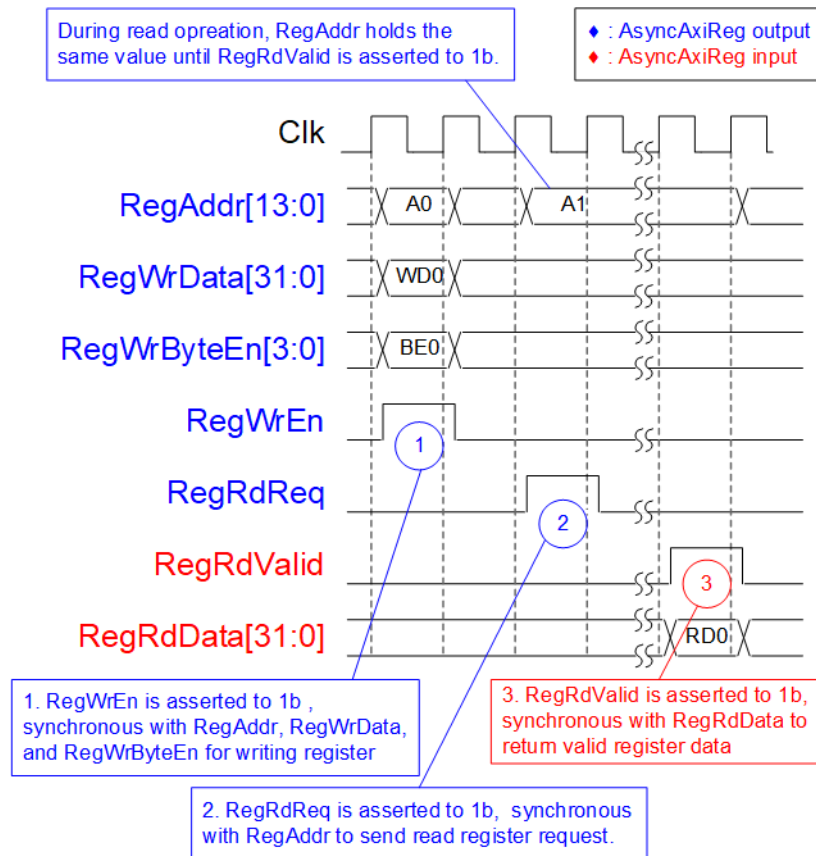 During read opreation, RegAddr holds the
same value until RegRdValid is asserted to 1b.
♦ : AsyncAxiReg output
♦ : AsyncAxiReg input
Clk
RegAddr[13:0]
A0
A1
RegWrData[31:0]
WD0
RegWrByteEn[3:0]
BE0
RegWrEn
1
RegRdReq
2
RegRdValid
3
RegRdData[31:0]
RD0
1. RegWrEn is asserted to 1b ,
synchronous with RegAddr, RegWrData,
and RegWrByteEn for writing register
3. RegRdValid is asserted to 1b,
synchronous with RegRdData to
return valid register data
2. RegRdReq is asserted to 1b, synchronous
with RegAddr to send read register request.